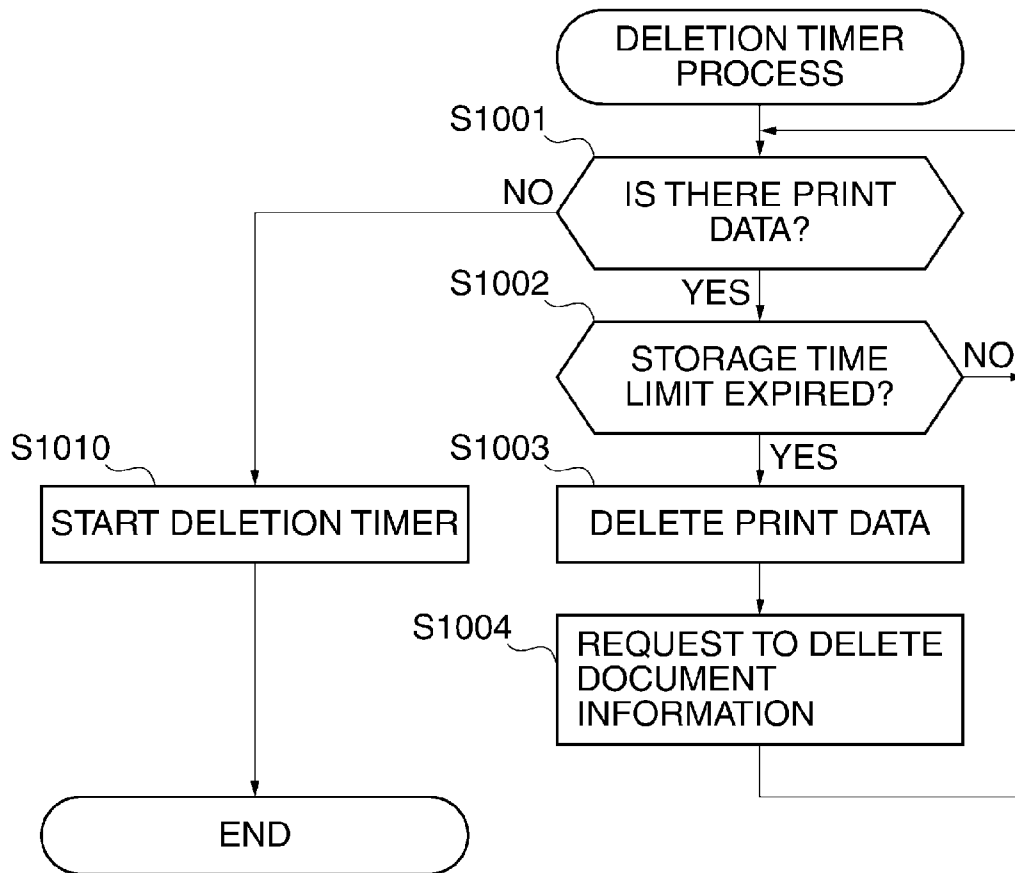 DELETION TIMER
PROCESS
S1001
IS THERE PRINT
DATA?
NO
YES
S1002
STORAGE TIME
LIMIT EXPIRED?
NO
YES
S1010
START DELETION TIMER
S1003
DELETE PRINT DATA
S1004
REQUEST TO DELETE
DOCUMENT
INFORMATION
END